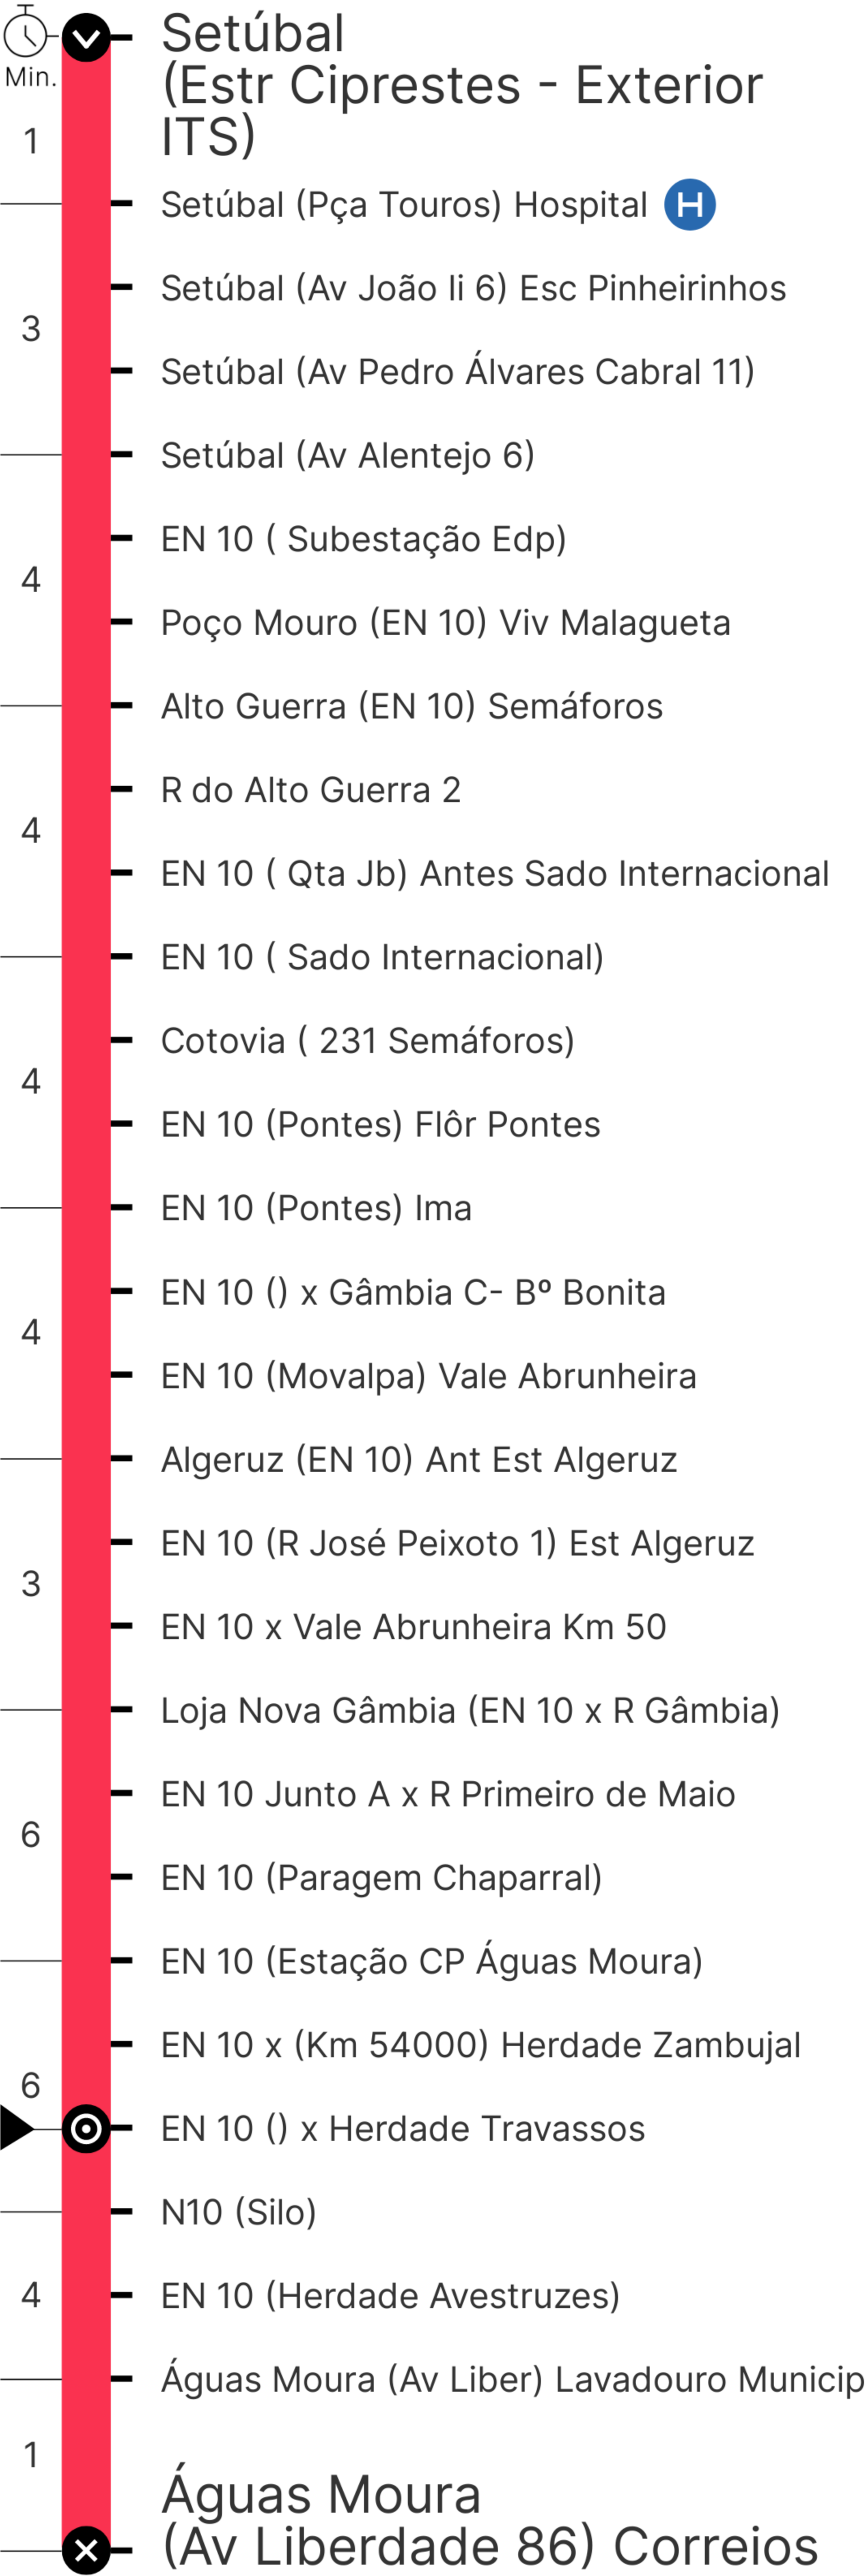 Min.
Setúbal
(Estr Ciprestes - Exterior
ITS)
1
Setúbal (Pça Touros) Hospital H
Setúbal (Av João Ii 6) Esc Pinheirinhos
3
Setúbal (Av Pedro Álvares Cabral 11)
Setúbal (Av Alentejo 6)
EN 10 ( Subestação Edp)
4
Poço Mouro (EN 10) Viv Malagueta
Alto Guerra (EN 10) Semáforos
R do Alto Guerra 2
4
EN 10 ( Qta Jb) Antes Sado Internacional
EN 10 ( Sado Internacional)
Cotovia ( 231 Semáforos)
4
EN 10 (Pontes) Flôr Pontes
EN 10 (Pontes) Ima
EN 10 () x Gâmbia C- Bº Bonita
4
EN 10 (Movalpa) Vale Abrunheira
Algeruz (EN 10) Ant Est Algeruz
EN 10 (R José Peixoto 1) Est Algeruz
3
EN 10 x Vale Abrunheira Km 50
Loja Nova Gâmbia (EN 10 x R Gâmbia)
EN 10 Junto A x R Primeiro de Maio
6
EN 10 (Paragem Chaparral)
EN 10 (Estação CP Águas Moura)
EN 10 x (Km 54000) Herdade Zambujal
6
EN 10 () x Herdade Travassos
N10 (Silo)
4
EN 10 (Herdade Avestruzes)
Águas Moura (Av Liber) Lavadouro Municip
1
Águas Moura
(Av Liberdade 86) Correios